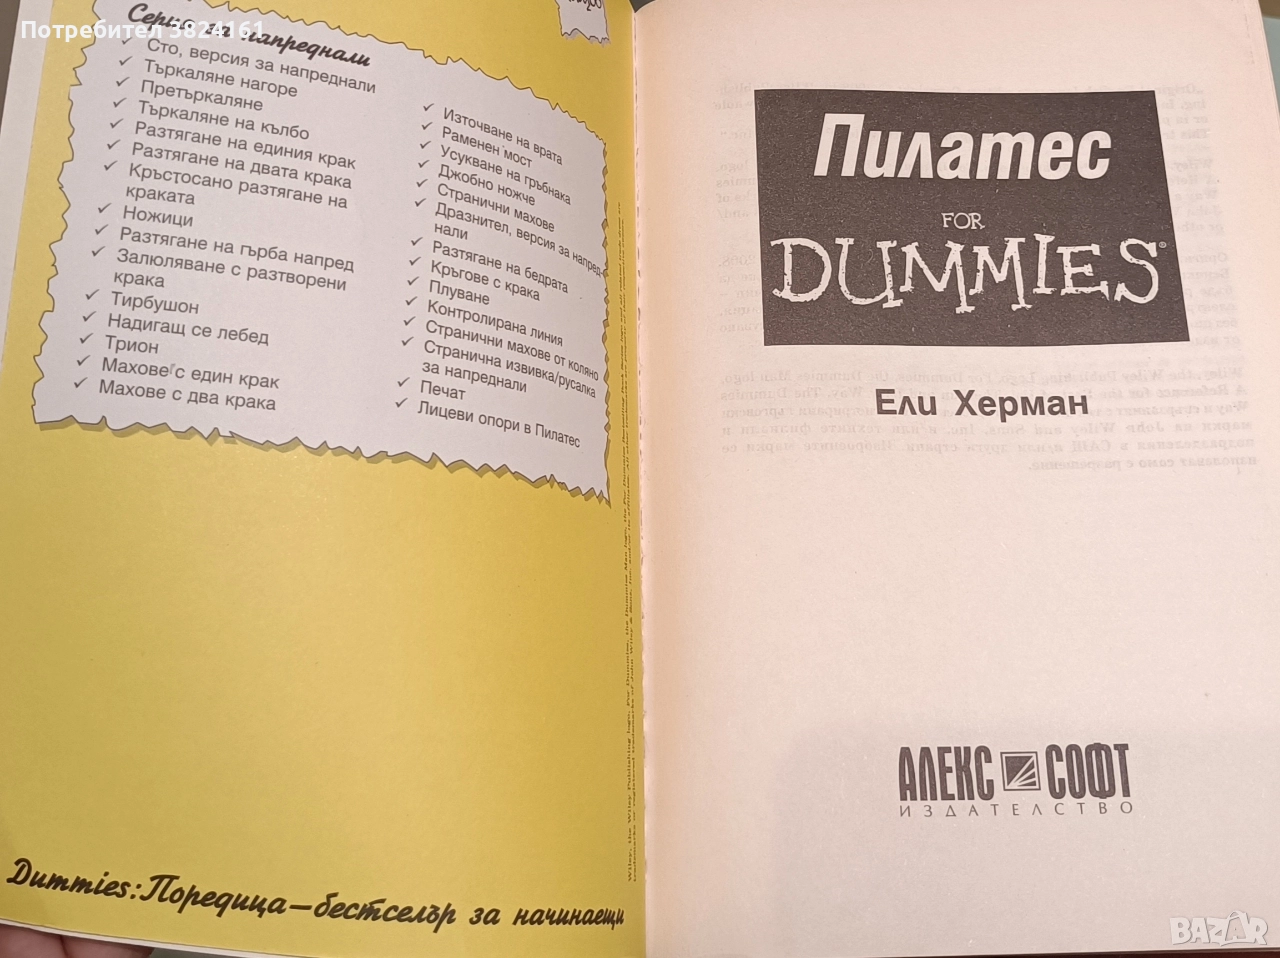 Потребител 3824161
Серия за напреднали
✓ Сто, версия за напреднали
✓ Търкаляне нагоре
✓ Претъркаляне
✓ Търкаляне на кълбо
✓ Разтягане на единия крак
✓ Разтягане на двата крака
✓ Кръстосано разтягане на
краката
✓ Ножици
✓ Разтягане на гърба напред
✓ Залюляване с разтворени
крака
✓ Тирбушон
✓ Надигащ се лебед
✓ Трион
✓ Махове с един крак
✓ Махове с два крака
✓ Източване на врата
✓ Раменен мост
✓ Усукване на гръбнака
✓ Джобно ножче
✓ Странични махове
✓ Дразнител, версия за напред-
нали
✓ Разтягане на бедрата
✓ Кръгове с крака
✓ Плуване
✓ Контролирана линия
✓ Странични махове от коляно
✓ Странична извивка/русалка
за напреднали
✓ Печат
✓ Лицеви опори в Пилатес
Dummies: Поредица – бестселър за начинаещи
Пилатес
FOR
DUMMIES®
Ели Херман
АЛЕКС СОФТ
ИЗДАТЕЛСТВО
BAZAR